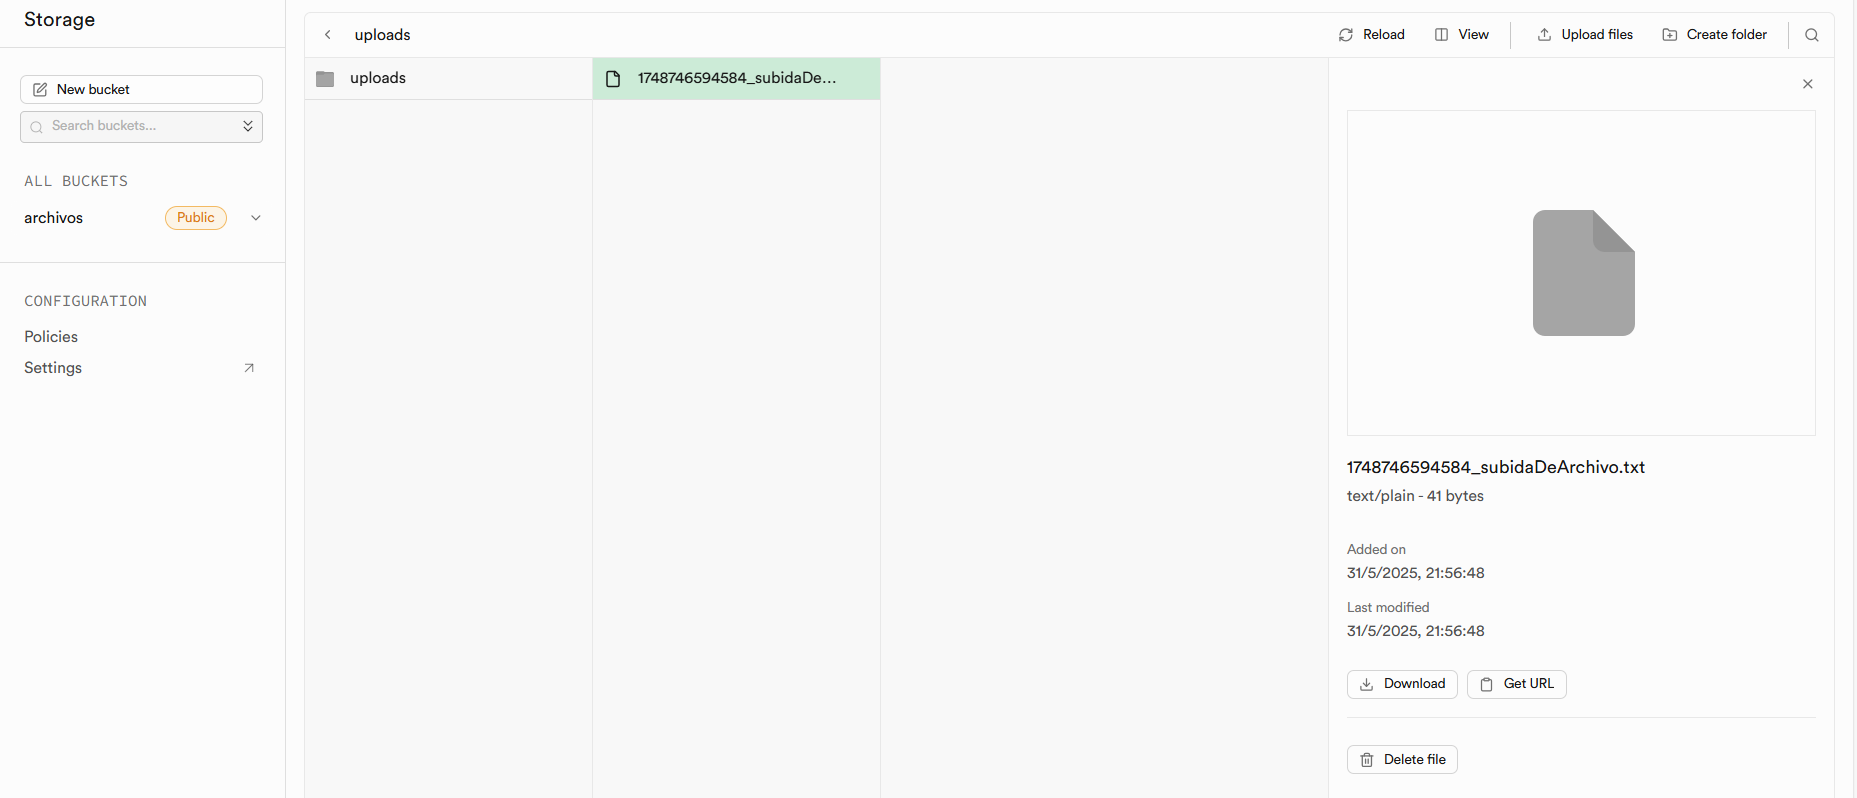 Storage
New bucket
Search buckets...
ALL BUCKETS
archivos Public
CONFIGURATION
Policies
Settings
uploads
Reload View Upload files Create folder
uploads
1748746594584_subidaDe...
1748746594584_subidaDeArchivo.txt
text/plain - 41 bytes
Added on
31/5/2025, 21:56:48
Last modified
31/5/2025, 21:56:48
Download Get URL
Delete file